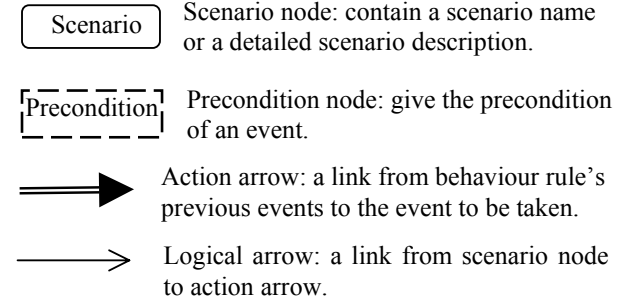 Scenario
Scenario node: contain a scenario name
or a detailed scenario description.
Precondition
Precondition node: give the precondition
of an event.
Action arrow: a link from behaviour rule's
previous events to the event to be taken.
Logical arrow: a link from scenario node
to action arrow.